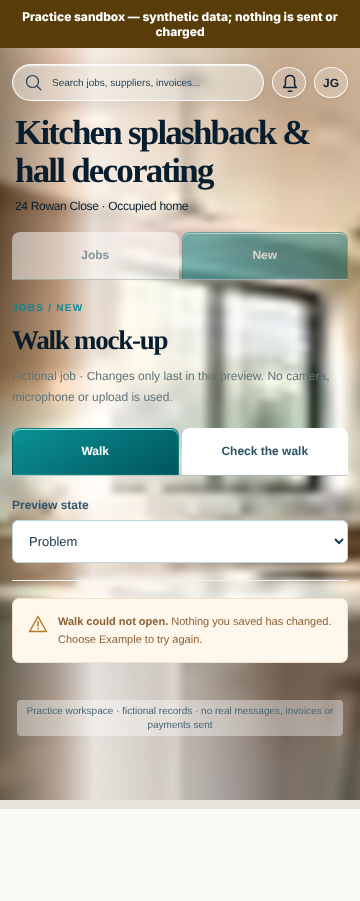 Practice sandbox — synthetic data; nothing is sent or
charged
Search jobs, suppliers, invoices...
JG
Kitchen splashback &
hall decorating
24 Rowan Close · Occupied home
Jobs
New
JOBS / NEW
Walk mock-up
Fictional job · Changes only last in this preview. No camera,
microphone or upload is used.
Walk
Check the walk
Preview state
Problem
Walk could not open. Nothing you saved has changed.
Choose Example to try again.
Practice workspace · fictional records · no real messages, invoices or
payments sent